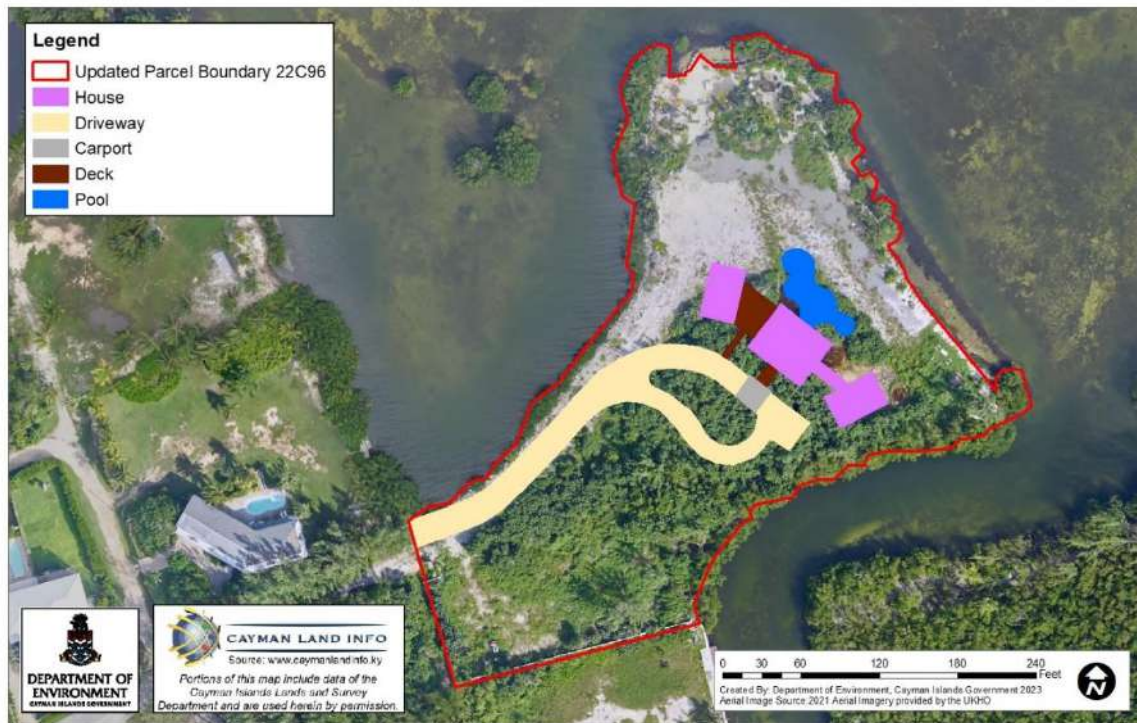 Legend
Updated Parcel Boundary 22C96
House
Driveway
Carport
Deck
Pool
DEPARTMENT OF
ENVIRONMENT
CAYMAN ISLANDS GOVERNMENT
CAYMAN LAND INFO
Source: www.caymanlandinfo.ky
Portions of this map include data of the
Cayman Islands Lands and Survey
Department and are used herein by permission.
0 30 60 120 180 240
Feet
Created By: Department of Environment, Cayman Islands Government 2023
Aerial Image Source:2021 Aerial Imagery provided by the UKHO
N